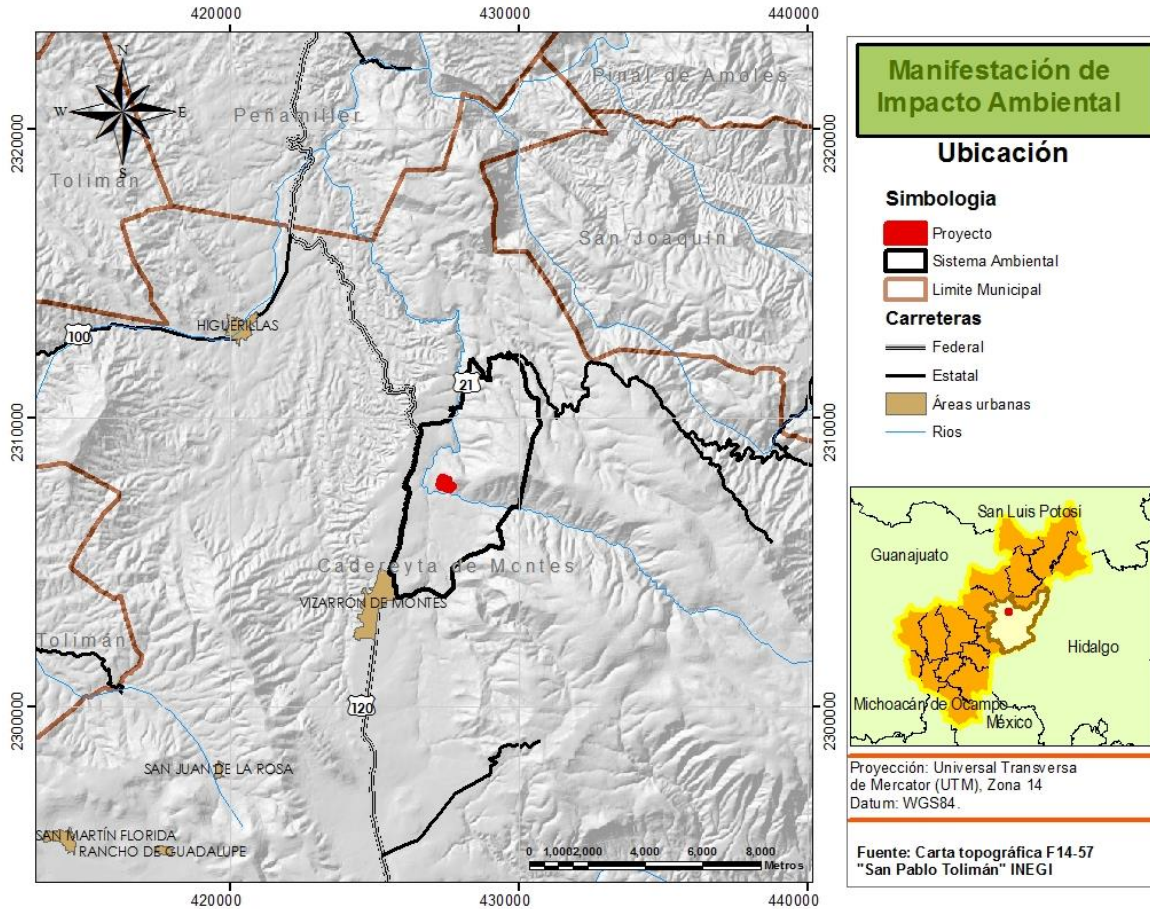 420000
430000
440000
N
W
E
S
Peñamiller
Pinal de Amoles
Tolimán
San Joaquín
2320000
2320000
HIGUERILLAS
100
21
2310000
2310000
Cadereyta de Montes
VIZARRÓN DE MONTES
Tolimán
120
2300000
2300000
SAN JUAN DE LA ROSA
SAN MARTÍN FLORIDA
RANCHO DE GUADALUPE
0 1,000 2,000 4,000 6,000 8,000
Metros
420000
430000
440000
Manifestación de
Impacto Ambiental
Ubicación
Simbologia
Proyecto
Sistema Ambiental
Limite Municipal
Carreteras
Federal
Estatal
Áreas urbanas
Rios
San Luis Potosí
Guanajuato
Hidalgo
Michoacán de Ocampo
México
Proyección: Universal Transversa
de Mercator (UTM), Zona 14
Datum: WGS84.
Fuente: Carta topográfica F14-57
"San Pablo Tolimán" INEGI